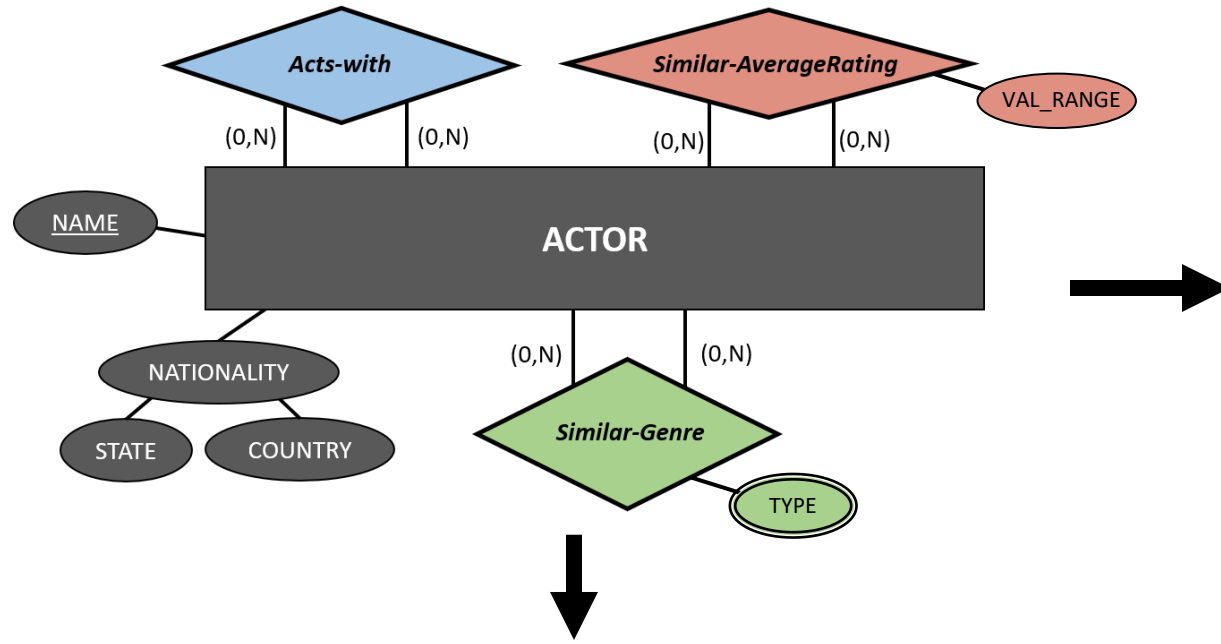 Acts-with
Similar-AverageRating
VAL_RANGE
(0,N)
(0,N)
(0,N)
(0,N)
NAME
ACTOR
(0,N)
(0,N)
NATIONALITY
STATE
COUNTRY
Similar-Genre
TYPE